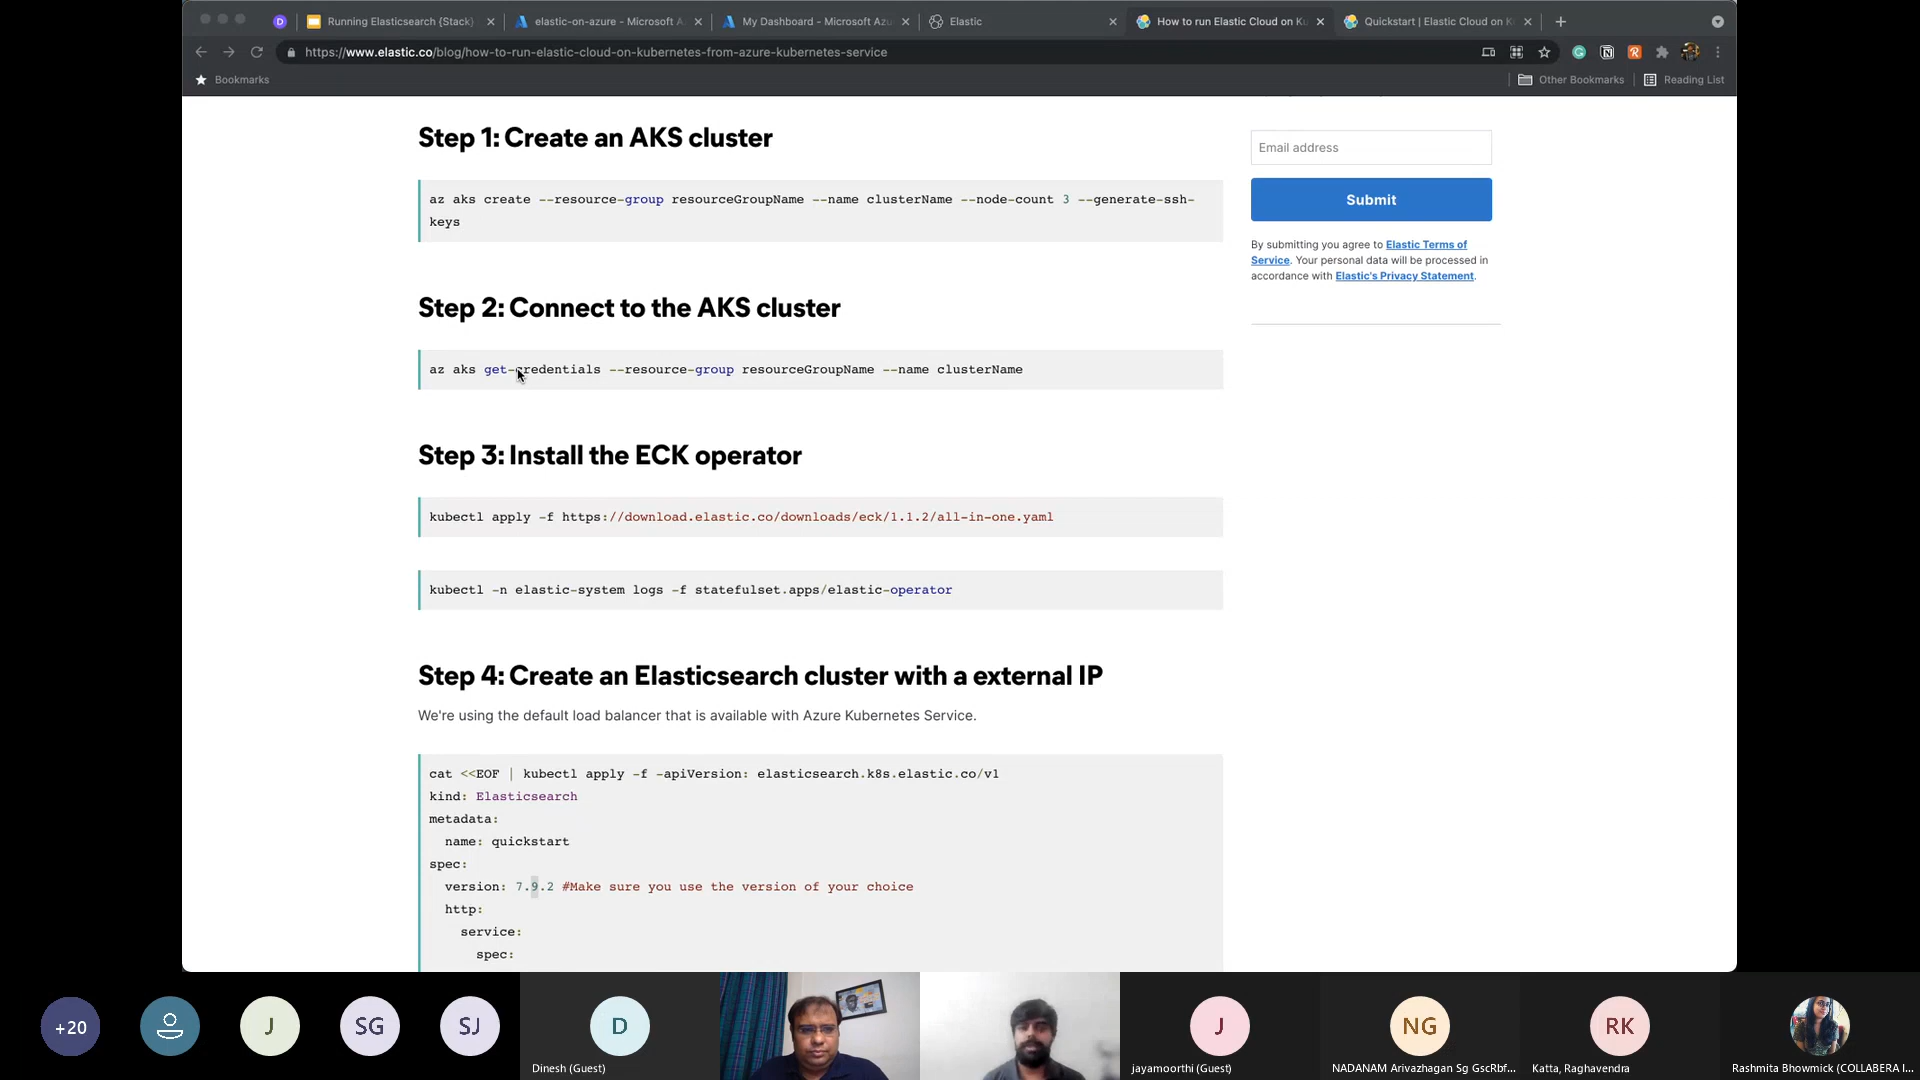 D
Running Elasticsearch {Stack}
elastic-on-azure - Microsoft A
My Dashboard - Microsoft Azu
Elastic
How to run Elastic Cloud on Ku
Quickstart | Elastic Cloud on K
https://www.elastic.co/blog/how-to-run-elastic-cloud-on-kubernetes-from-azure-kubernetes-service
Bookmarks
Other Bookmarks
Reading List
Step 1: Create an AKS cluster
az aks create --resource-group resourceGroupName --name clusterName --node-count 3 --generate-ssh-
keys
Step 2: Connect to the AKS cluster
az aks get-credentials --resource-group resourceGroupName --name clusterName
Step 3: Install the ECK operator
kubectl apply -f https://download.elastic.co/downloads/eck/1.1.2/all-in-one.yaml
kubectl -n elastic-system logs -f statefulset.apps/elastic-operator
Step 4: Create an Elasticsearch cluster with a external IP
We're using the default load balancer that is available with Azure Kubernetes Service.
cat <<EOF | kubectl apply -f -apiVersion: elasticsearch.k8s.elastic.co/v1
kind: Elasticsearch
metadata:
name: quickstart
spec:
version: 7.9.2 #Make sure you use the version of your choice
http:
service:
spec:
Email address
Submit
By submitting you agree to Elastic Terms of
Service. Your personal data will be processed in
accordance with Elastic's Privacy Statement.
+20
J
SG
SJ
D
Dinesh (Guest)
J
jayamoorthi (Guest)
NG
NADANAM Arivazhagan Sg GscRbf...
RK
Katta, Raghavendra
Rashmita Bhowmick (COLLABERA I...